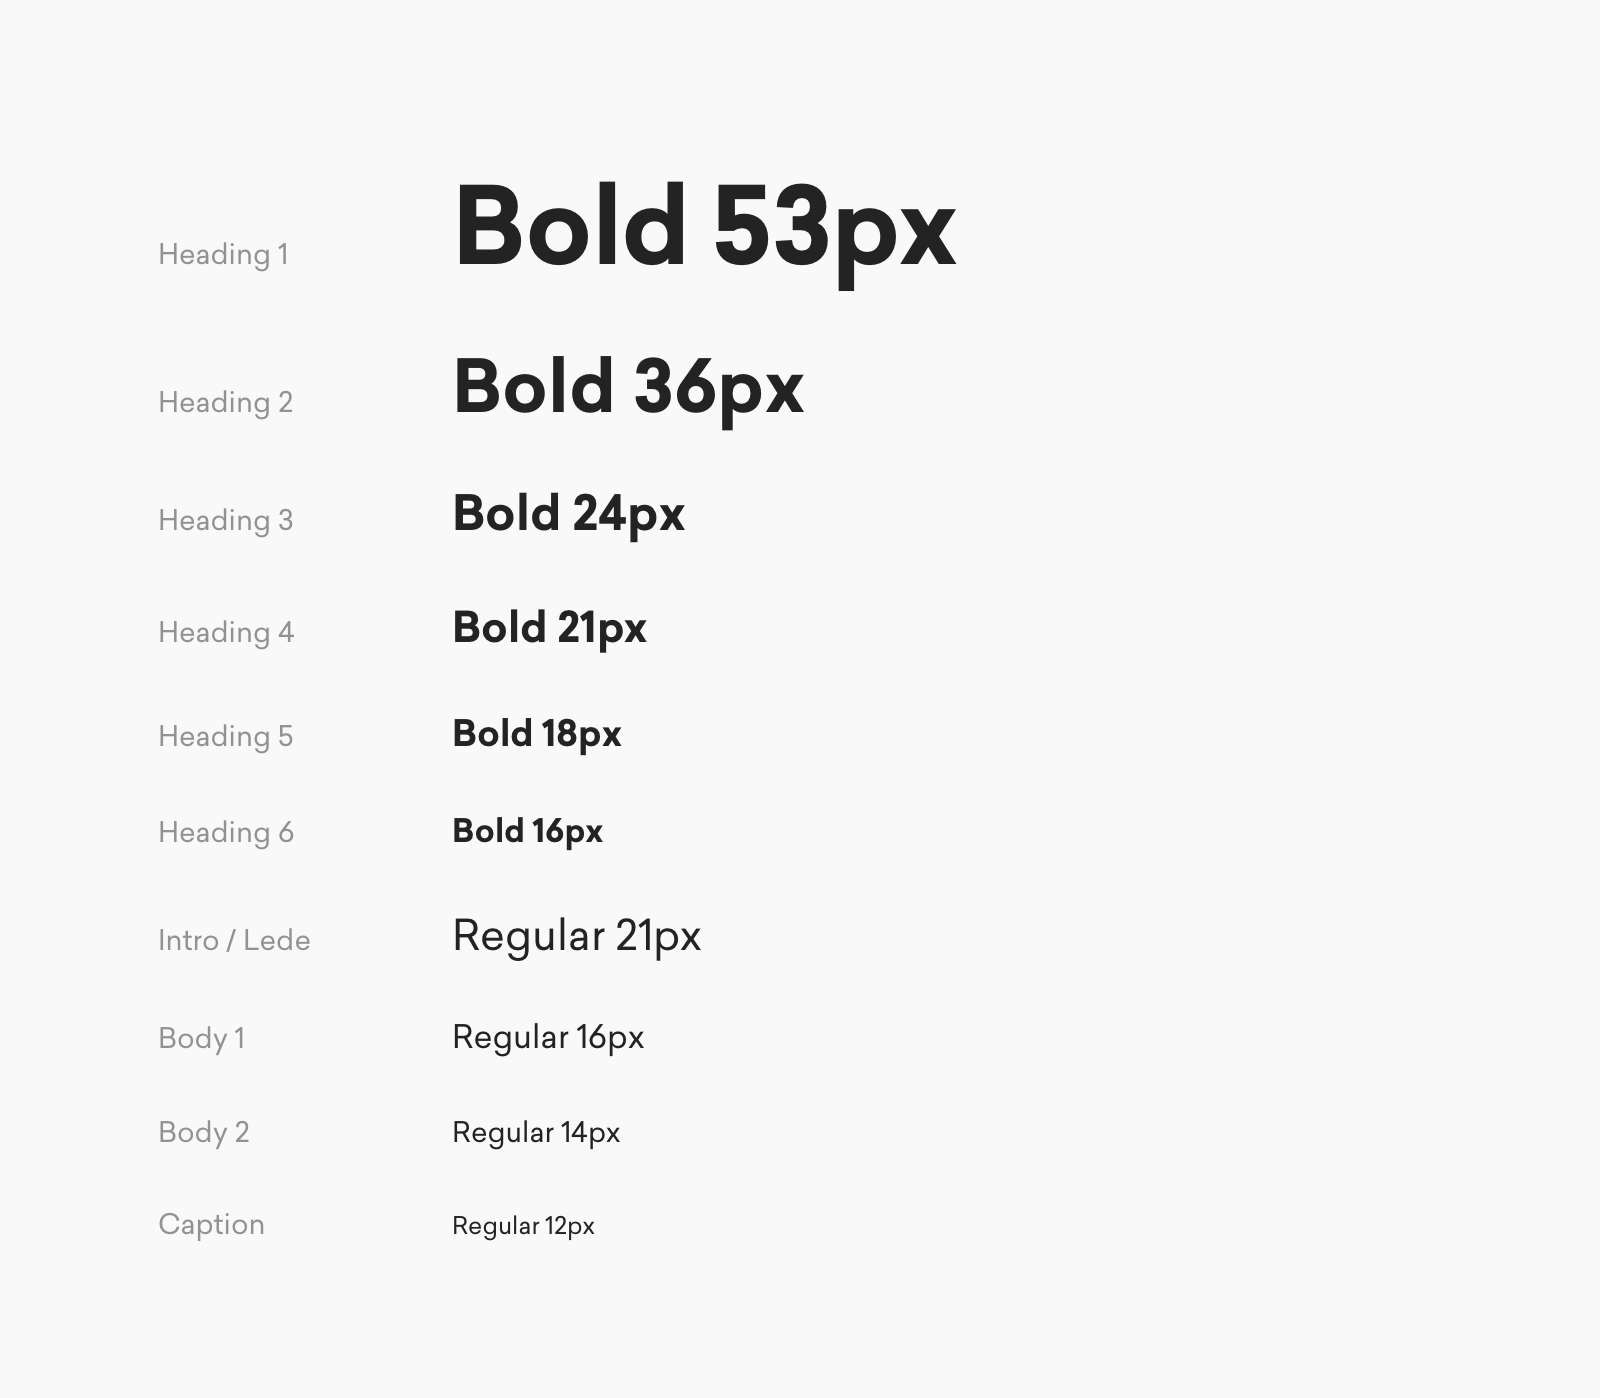 Heading 1 Bold 53px
Heading 2 Bold 36px
Heading 3 Bold 24px
Heading 4 Bold 21px
Heading 5 Bold 18px
Heading 6 Bold 16px
Intro / Lede Regular 21px
Body 1 Regular 16px
Body 2 Regular 14px
Caption Regular 12px